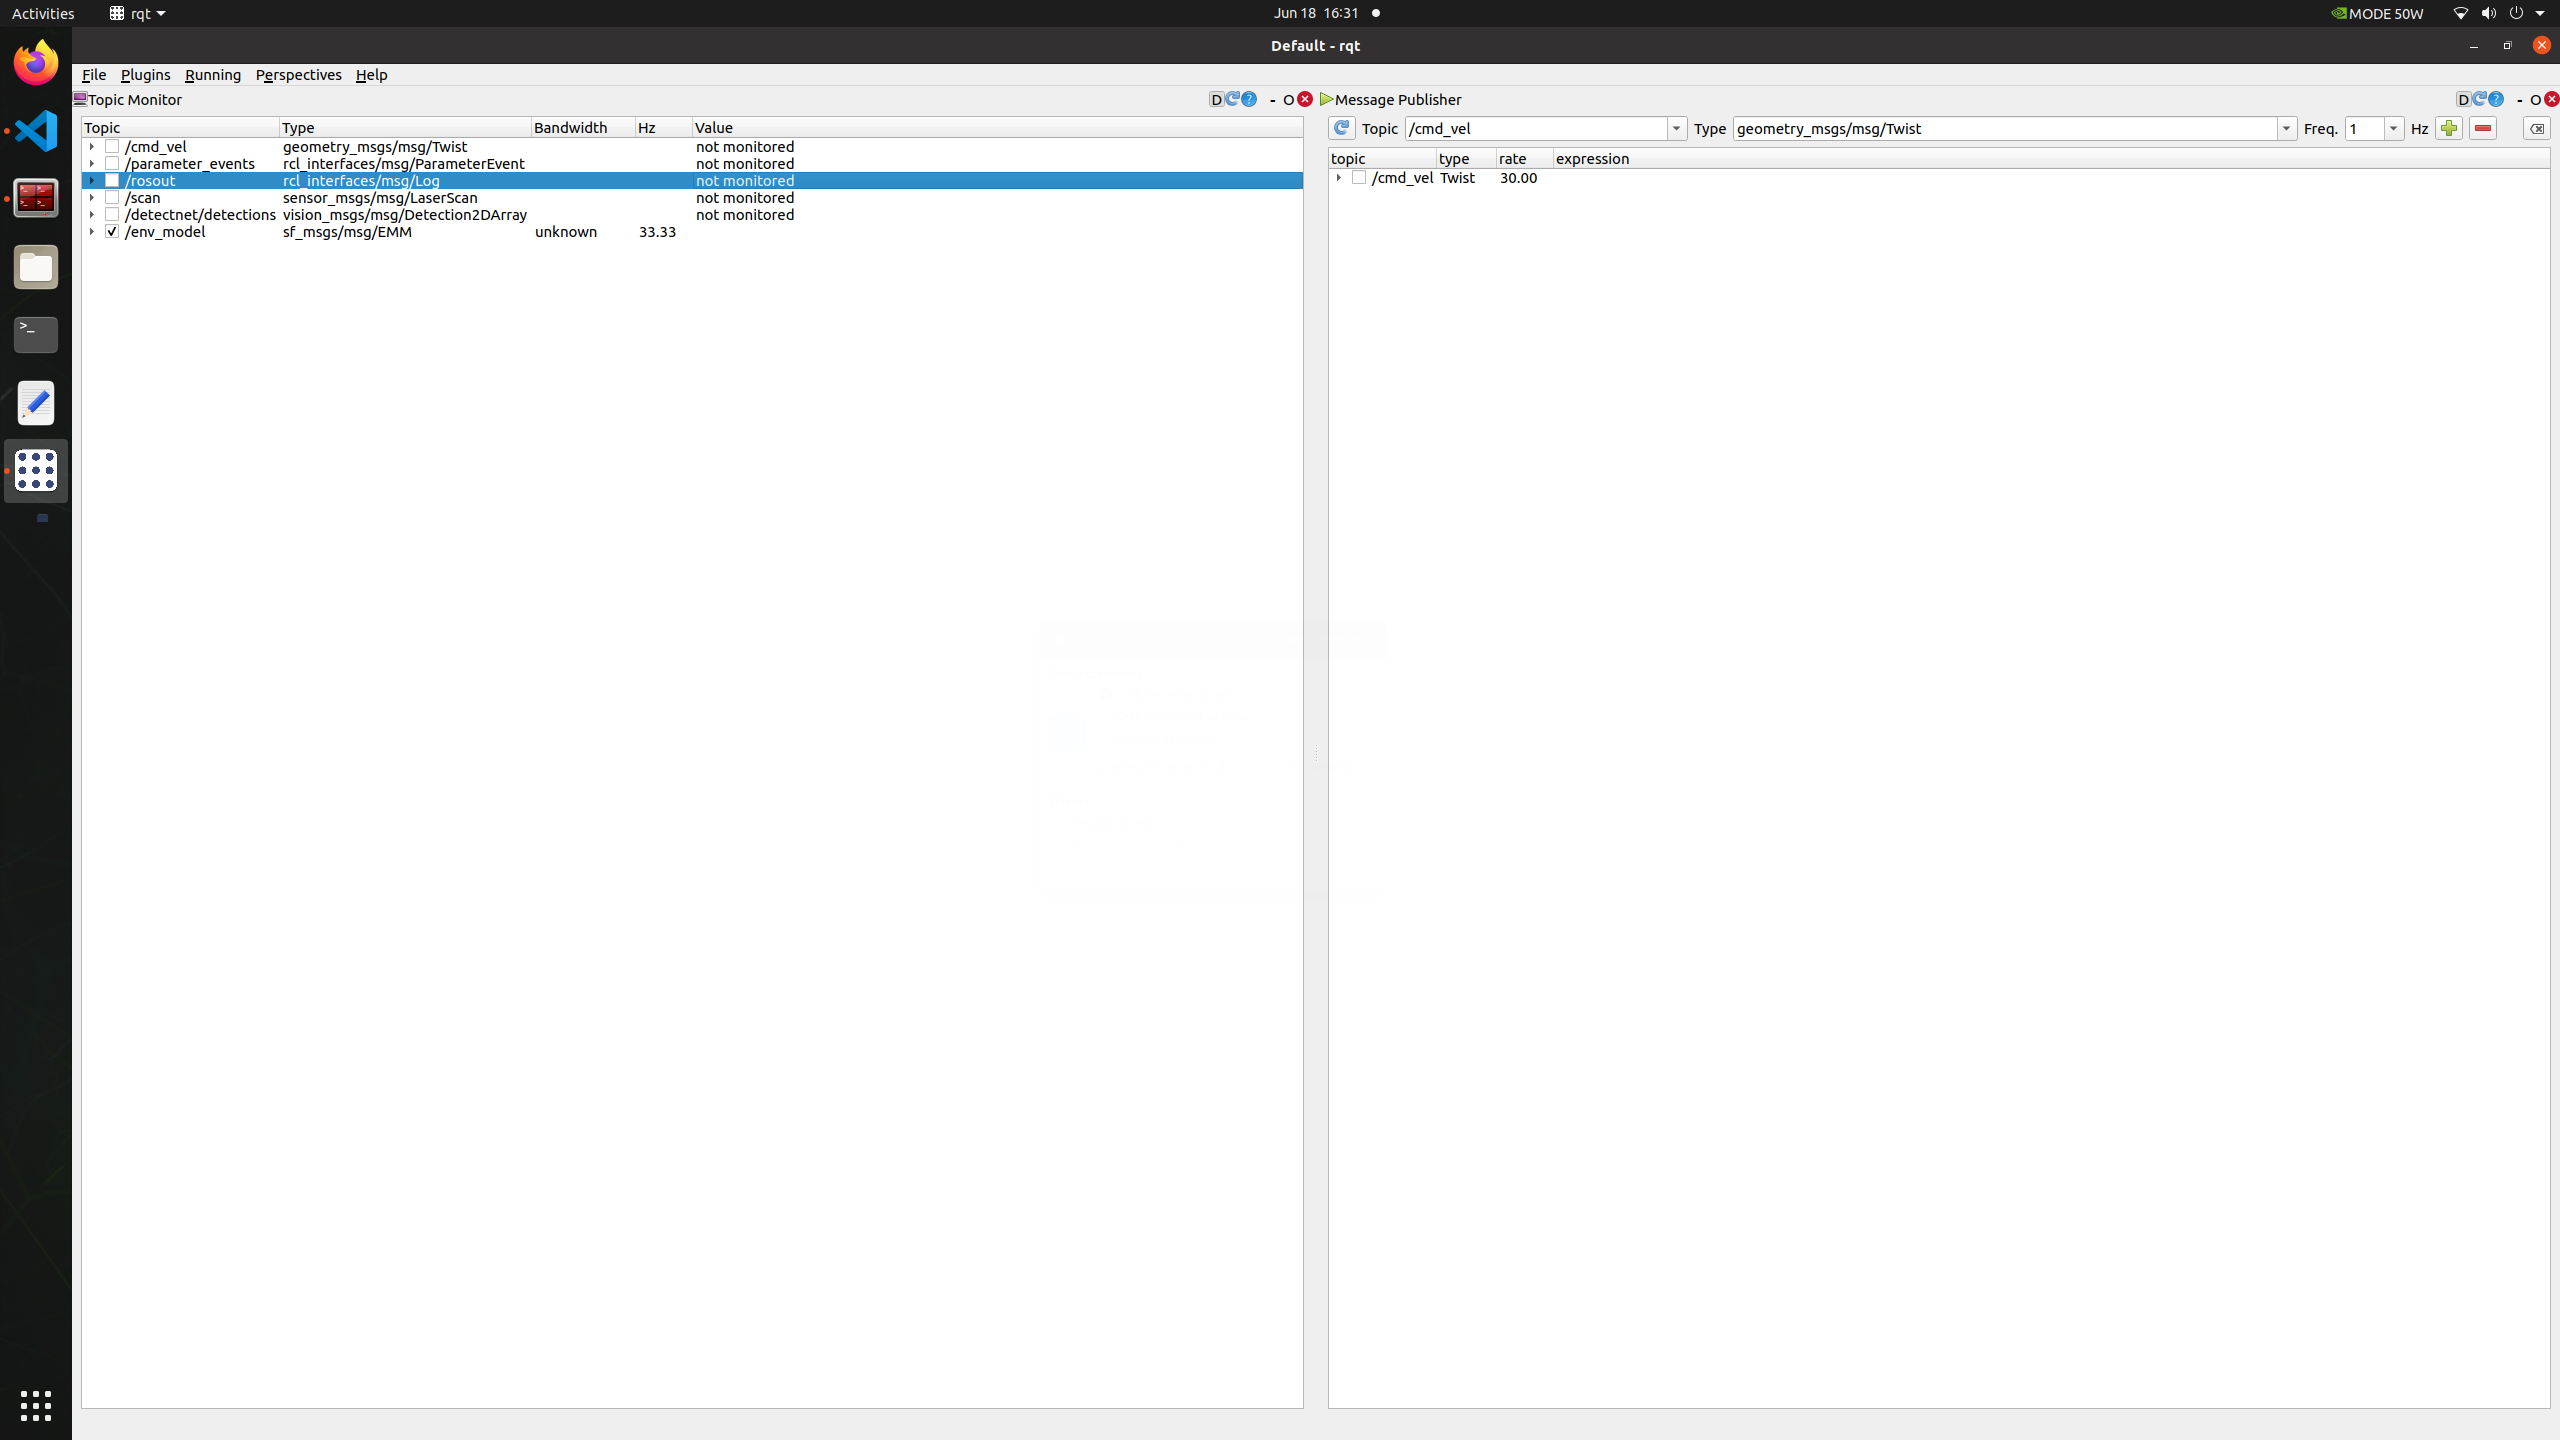 Activities rqt Jun 18 16:31 MODE 50W
Default - rqt
File Plugins Running Perspectives Help
Topic Monitor D - O
Topic Type Bandwidth Hz Value
/cmd_vel geometry_msgs/msg/Twist not monitored
/parameter_events rcl_interfaces/msg/ParameterEvent not monitored
/rosout rcl_interfaces/msg/Log not monitored
/scan sensor_msgs/msg/LaserScan not monitored
/detectnet/detections vision_msgs/msg/Detection2DArray not monitored
/env_model sf_msgs/msg/EMM unknown 33.33
Message Publisher D - O
Topic /cmd_vel Type geometry_msgs/msg/Twist Freq. 1 Hz
topic type rate expression
/cmd_vel Twist 30.00